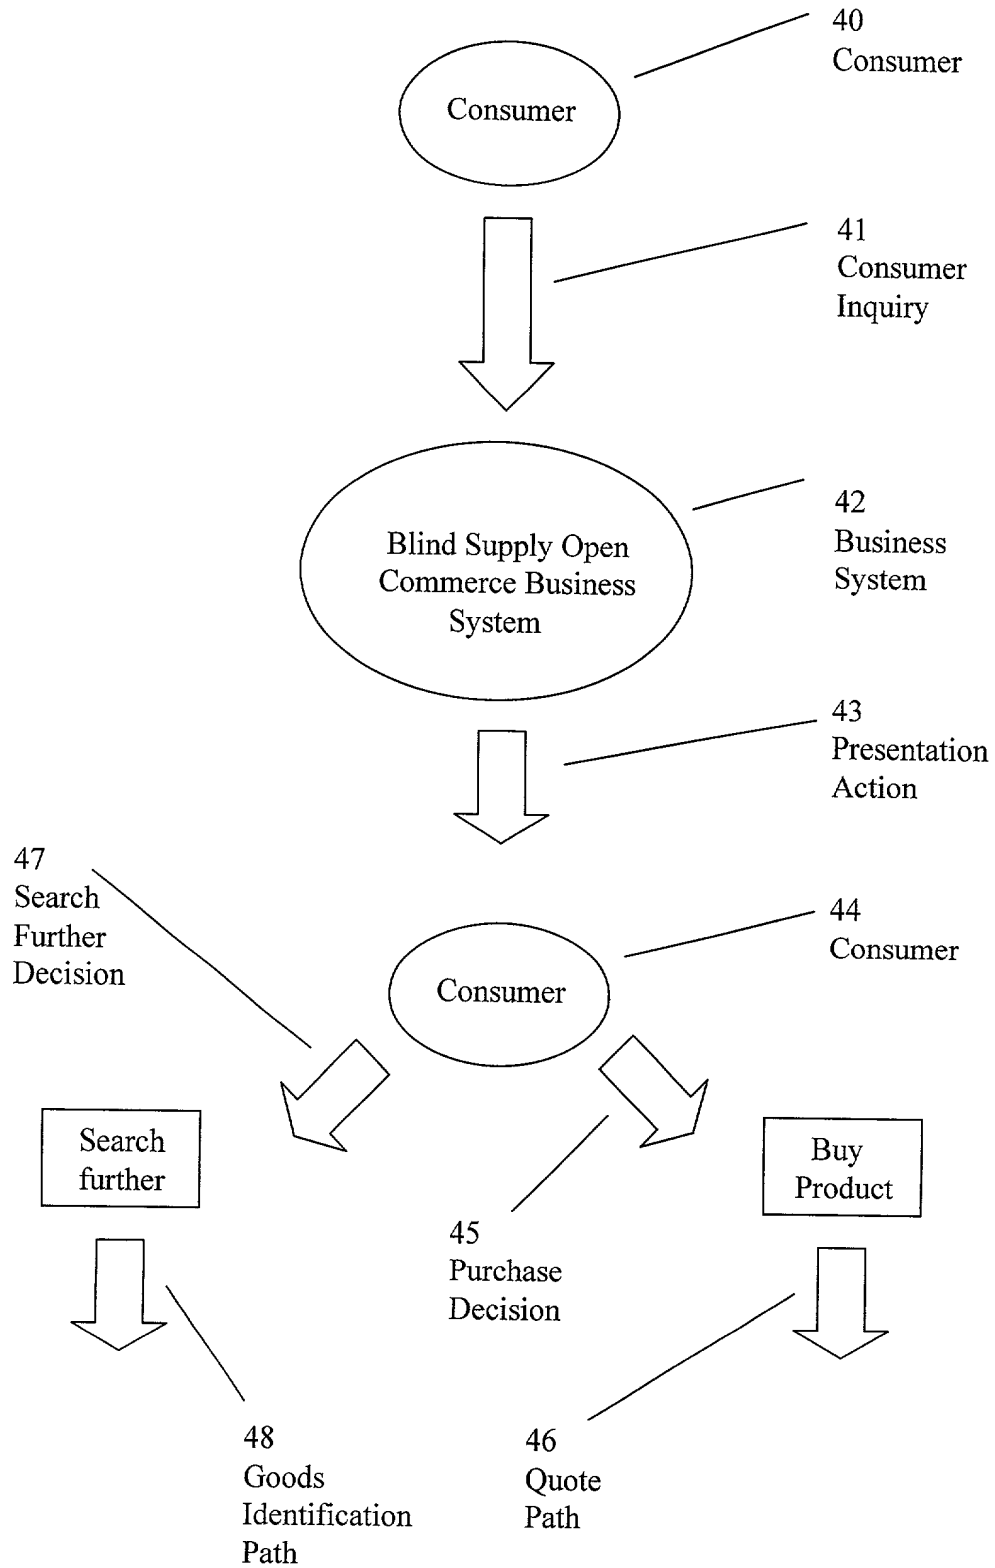 40
Consumer
Consumer
41
Consumer
Inquiry
Blind Supply Open
Commerce Business
System
42
Business
System
43
Presentation
Action
47
Search
Further
Decision
44
Consumer
Consumer
Search
further
Buy
Product
45
Purchase
Decision
48
Goods
Identification
Path
46
Quote
Path